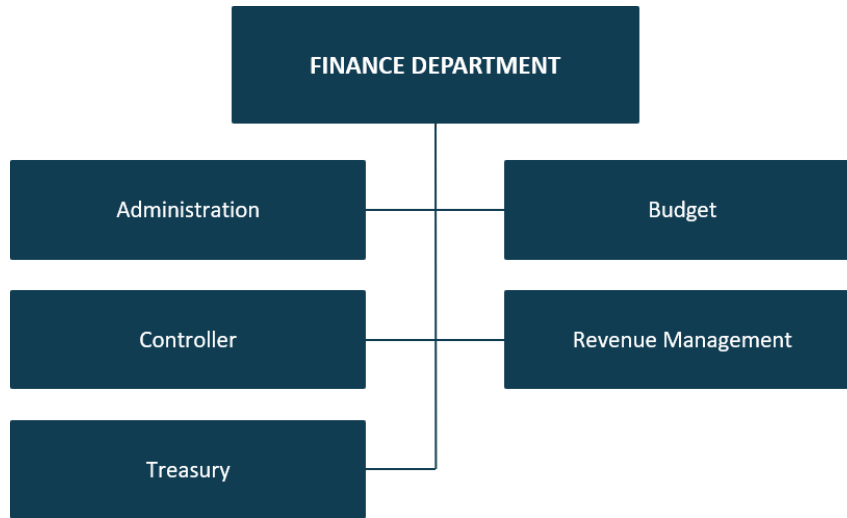 FINANCE DEPARTMENT
Administration
Budget
Controller
Revenue Management
Treasury